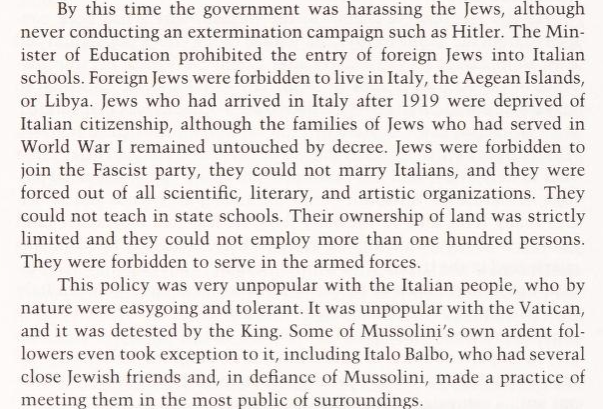 By this time the government was harassing the Jews, although
never conducting an extermination campaign such as Hitler. The Min-
ister of Education prohibited the entry of foreign Jews into Italian
schools. Foreign Jews were forbidden to live in Italy, the Aegean Islands,
or Libya. Jews who had arrived in Italy after 1919 were deprived of
Italian citizenship, although the families of Jews who had served in
World War I remained untouched by decree. Jews were forbidden to
join the Fascist party, they could not marry Italians, and they were
forced out of all scientific, literary, and artistic organizations. They
could not teach in state schools. Their ownership of land was strictly
limited and they could not employ more than one hundred persons.
They were forbidden to serve in the armed forces.
This policy was very unpopular with the Italian people, who by
nature were easygoing and tolerant. It was unpopular with the Vatican,
and it was detested by the King. Some of Mussolini's own ardent fol-
lowers even took exception to it, including Italo Balbo, who had several
close Jewish friends and, in defiance of Mussolini, made a practice of
meeting them in the most public of surroundings.